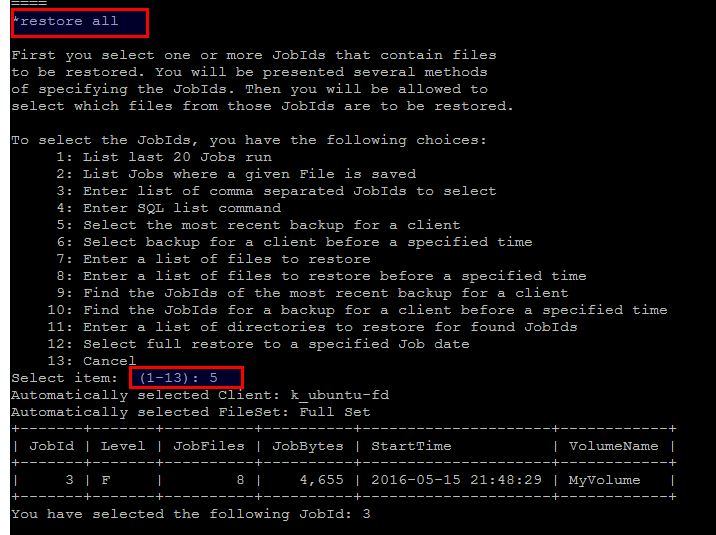 ====
*restore all
First you select one or more JobIds that contain files
to be restored. You will be presented several methods
of specifying the JobIds. Then you will be allowed to
select which files from those JobIds are to be restored.
To select the JobIds, you have the following choices:
1: List last 20 Jobs run
2: List Jobs where a given File is saved
3: Enter list of comma separated JobIds to select
4: Enter SQL list command
5: Select the most recent backup for a client
6: Select backup for a client before a specified time
7: Enter a list of files to restore
8: Enter a list of files to restore before a specified time
9: Find the JobIds of the most recent backup for a client
10: Find the JobIds for a backup for a client before a specified time
11: Enter a list of directories to restore for found JobIds
12: Select full restore to a specified Job date
13: Cancel
Select item:  (1-13): 5
Automatically selected Client: k_ubuntu-fd
Automatically selected FileSet: Full Set
+-------+-------+----------+----------+---------------------+------------+
| JobId | Level | JobFiles | JobBytes | StartTime           | VolumeName |
+-------+-------+----------+----------+---------------------+------------+
|     3 | F     |        8 |    4,655 | 2016-05-15 21:48:29 | MyVolume   |
+-------+-------+----------+----------+---------------------+------------+
You have selected the following JobId: 3